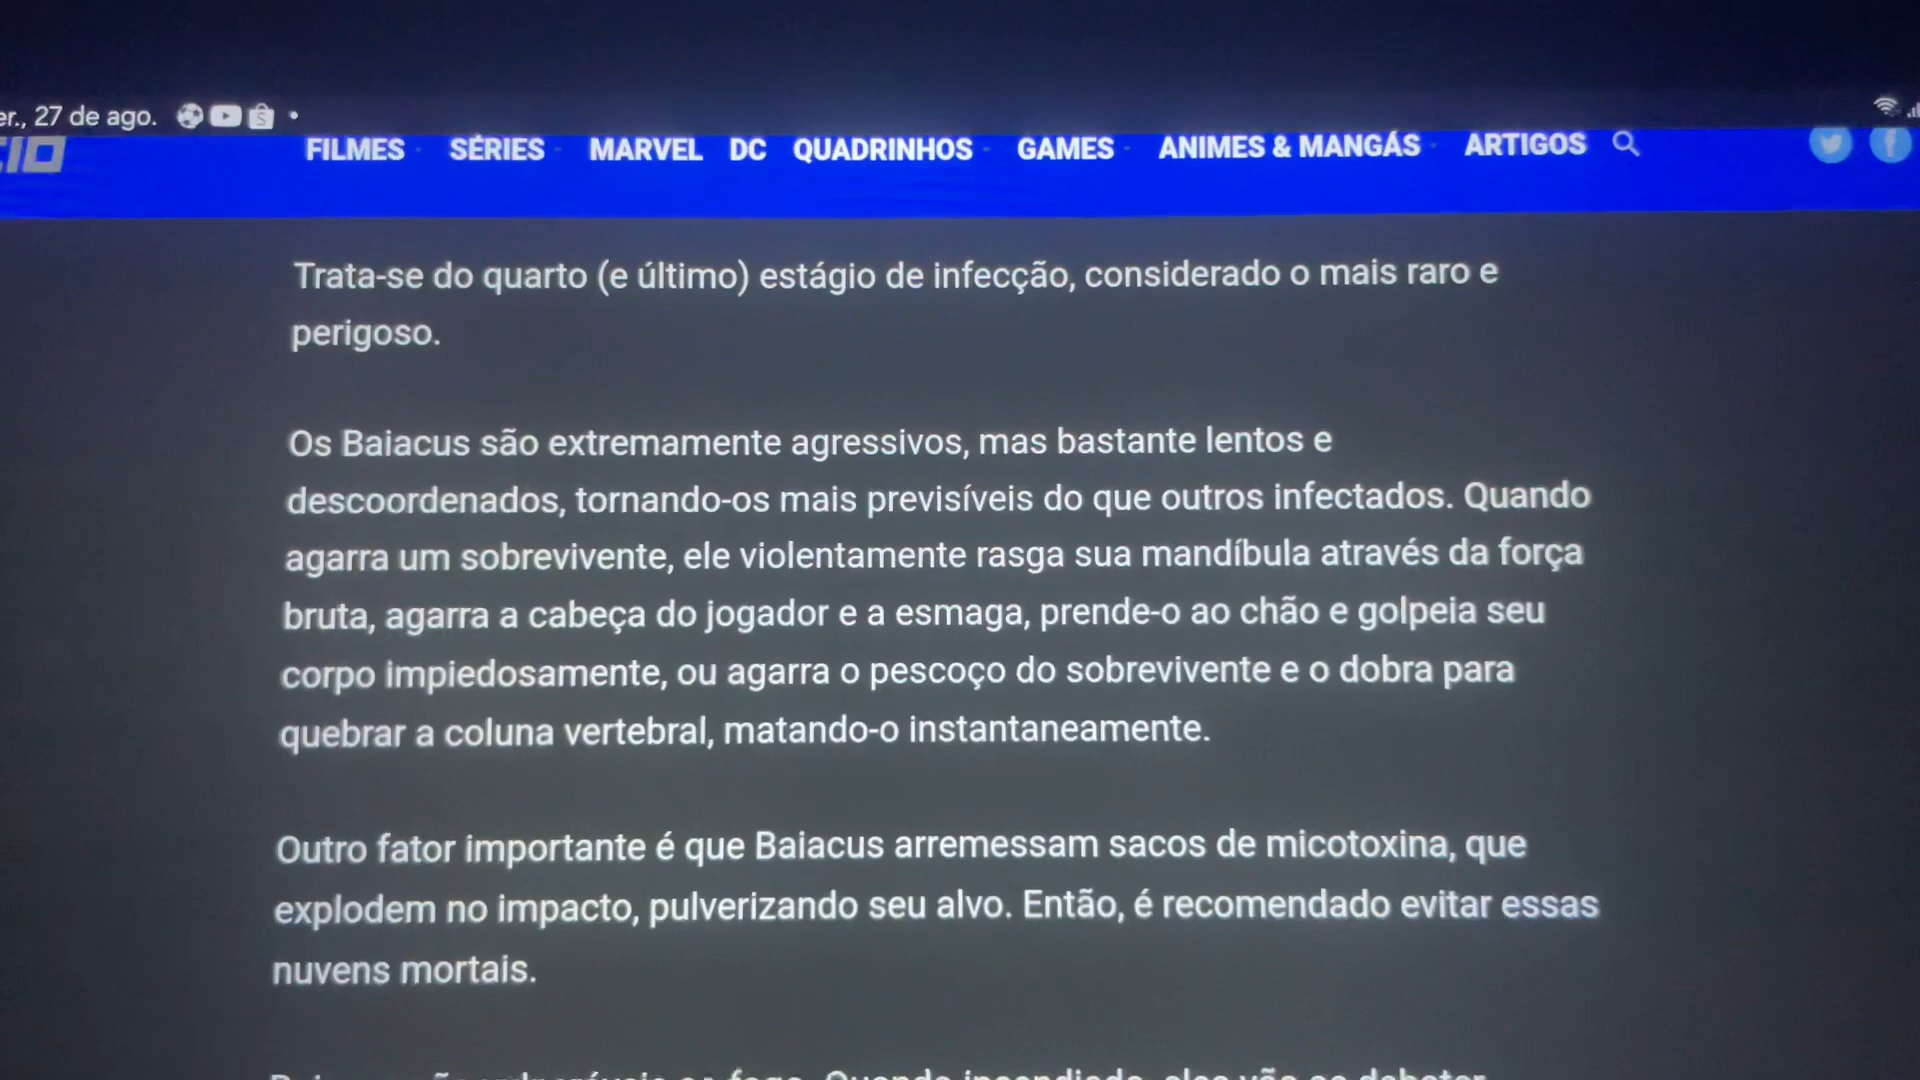 27 de ago.
FILMES SÉRIES MARVEL DC QUADRINHOS GAMES ANIMES & MANGÁS ARTIGOS
Trata-se do quarto (e último) estágio de infecção, considerado o mais raro e
perigoso.
Os Baiacus são extremamente agressivos, mas bastante lentos e
descoordenados, tornando-os mais previsíveis do que outros infectados. Quando
agarra um sobrevivente, ele violentamente rasga sua mandíbula através da força
bruta, agarra a cabeça do jogador e a esmaga, prende-o ao chão e golpeia seu
corpo impiedosamente, ou agarra o pescoço do sobrevivente e o dobra para
quebrar a coluna vertebral, matando-o instantaneamente.
Outro fator importante é que Baiacus arremessam sacos de micotoxina, que
explodem no impacto, pulverizando seu alvo. Então, é recomendado evitar essas
nuvens mortais.